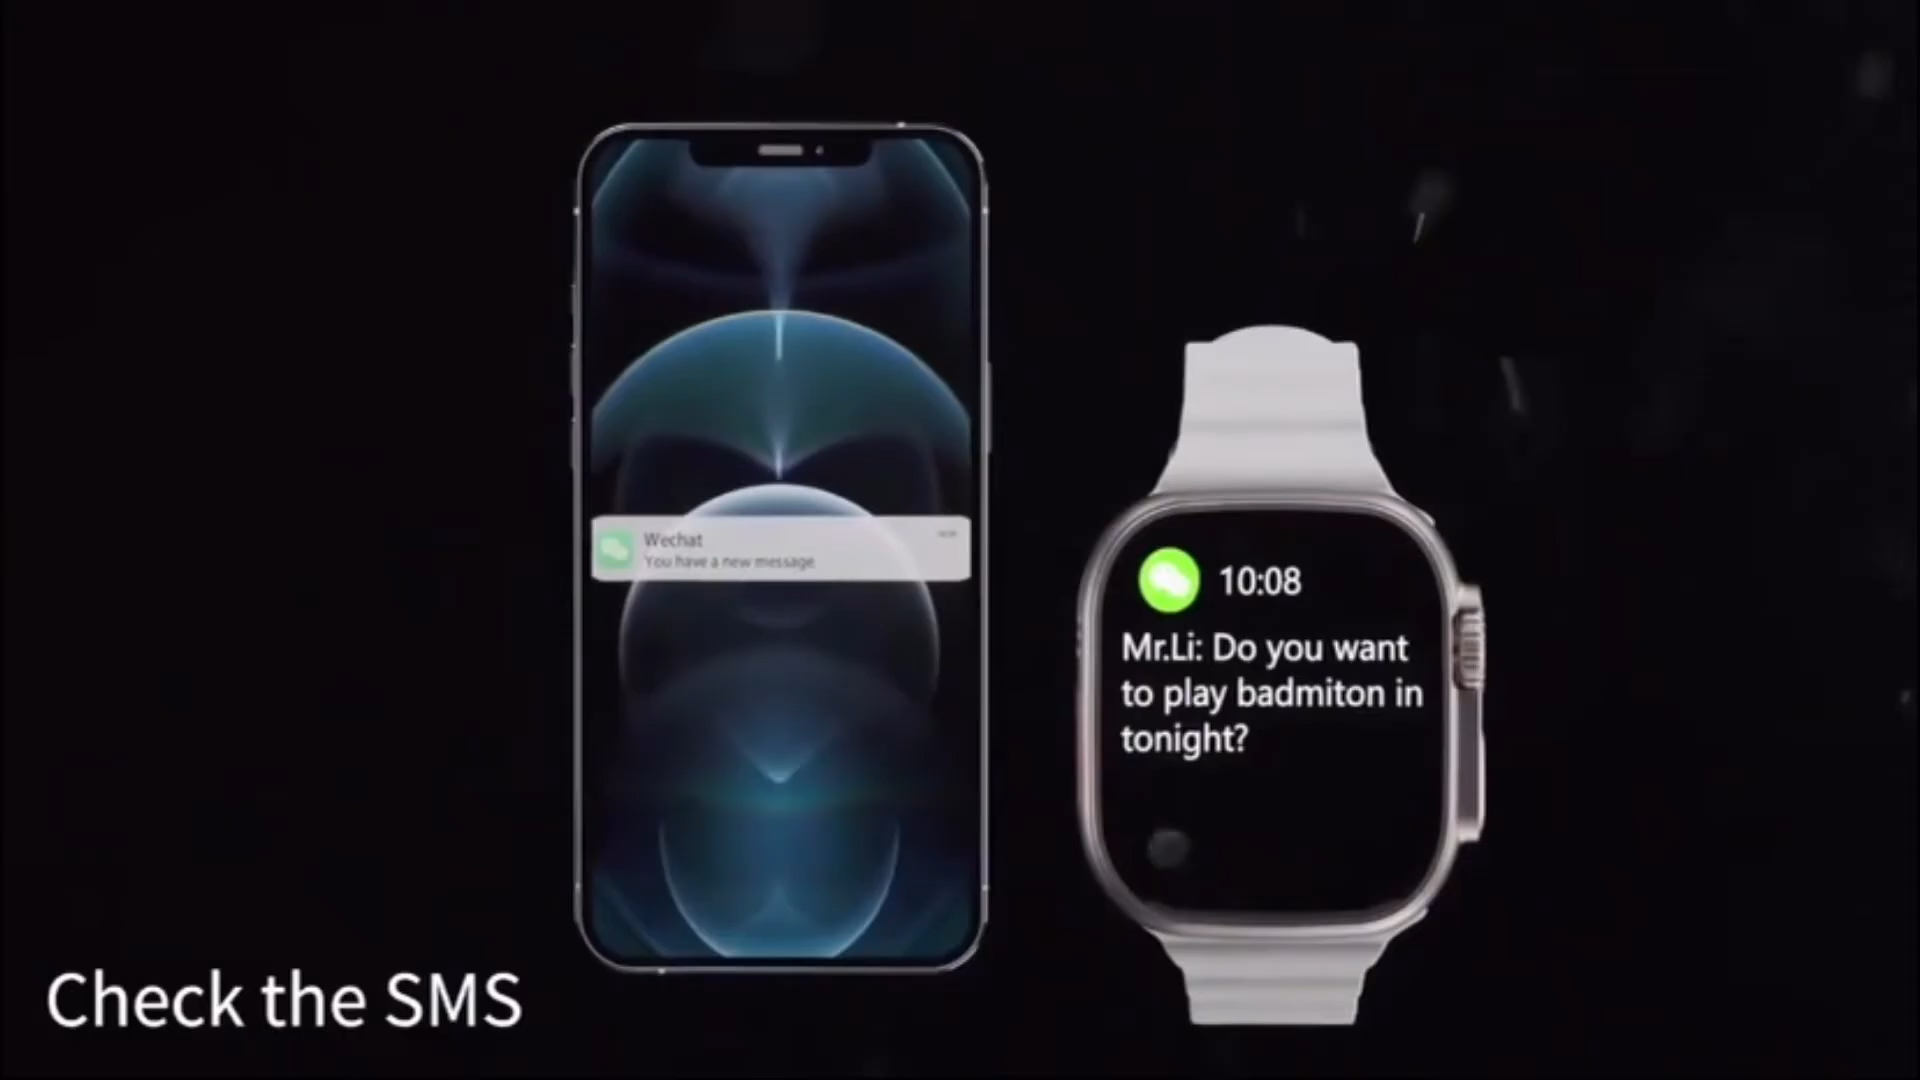 Wechat
You have a new message
10:08
Mr.Li: Do you want
to play badmiton in
tonight?
Check the SMS